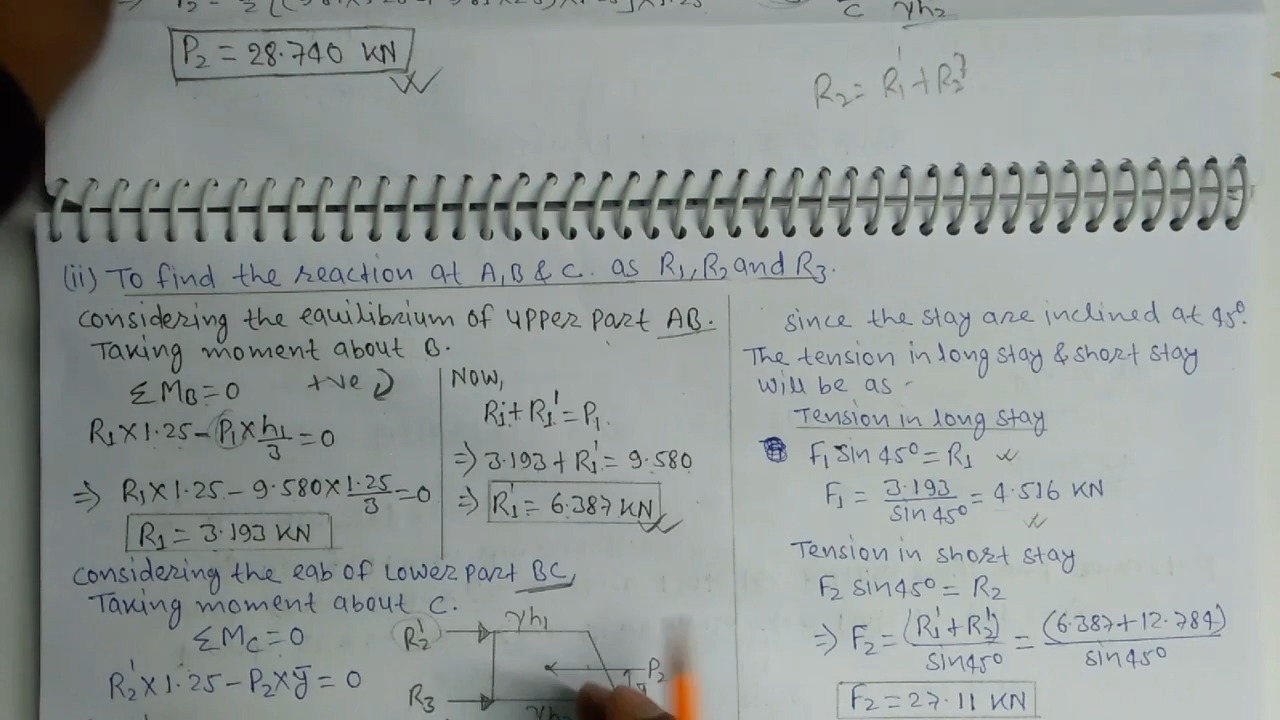 P₂ = 28.740 KN
C γh₂
R₂ = R₁' + R₂'}
(ii) To find the reaction at A, B & C. as R₁, R₂ and R₃.
considering the equilibrium of upper part AB.
Taking moment about B.
ΣM_B = 0 +ve
R₁ × 1.25 - P₁ × h₁/3 = 0
⇒ R₁ × 1.25 - 9.580 × 1.25/3 = 0
R₁ = 3.193 KN
NOW,
R₁ + R₁' = P₁.
⇒ 3.193 + R₁' = 9.580
⇒ R₁' = 6.387 KN
considering the eqb of lower part BC,
Taking moment about C.
ΣM_C = 0
R₂' × 1.25 - P₂ × ȳ = 0
R₂' γh₁
P₂
ȳ
R₃
γh₂
since the stay are inclined at 45°.
The tension in long stay & short stay
will be as -
Tension in long stay
F₁ sin 45° = R₁
F₁ = 3.193/sin 45° = 4.516 KN
Tension in short stay
F₂ sin 45° = R₂
⇒ F₂ = (R₁' + R₂')/sin 45° = (6.387 + 12.784)/sin 45°
F₂ = 27.11 KN